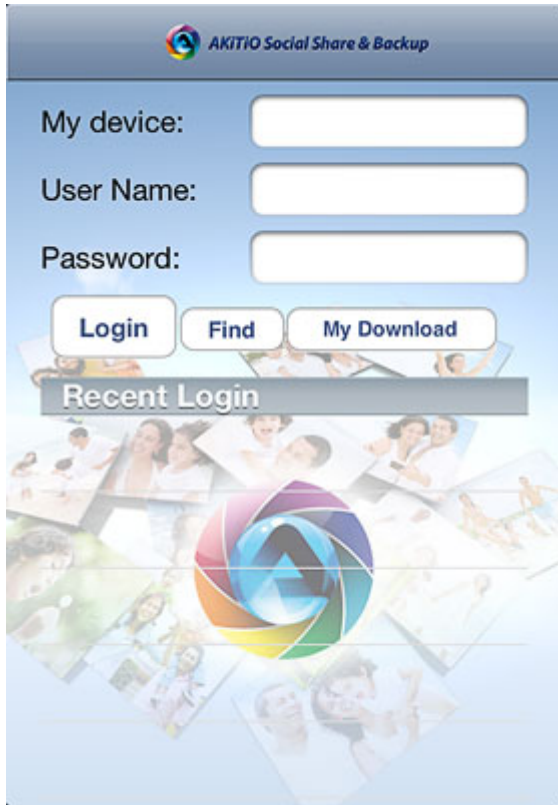 AKiTiO Social Share & Backup
My device:
User Name:
Password:
Login Find My Download
Recent Login